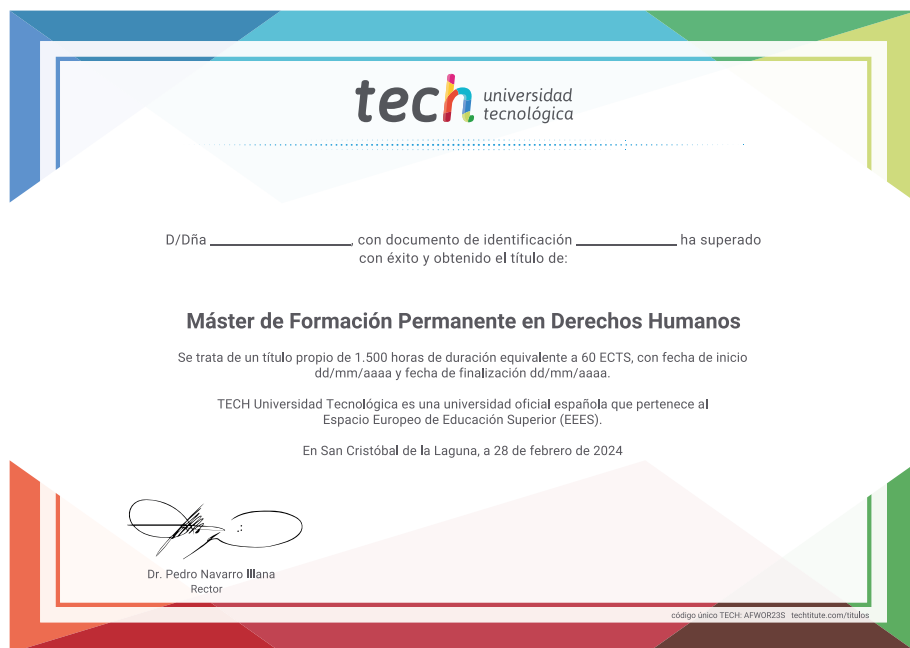 tech universidad
tecnológica
D/Dña ______________, con documento de identificación __________ ha superado
con éxito y obtenido el título de:
Máster de Formación Permanente en Derechos Humanos
Se trata de un título propio de 1.500 horas de duración equivalente a 60 ECTS, con fecha de inicio
dd/mm/aaaa y fecha de finalización dd/mm/aaaa.
TECH Universidad Tecnológica es una universidad oficial española que pertenece al
Espacio Europeo de Educación Superior (EEES).
En San Cristóbal de la Laguna, a 28 de febrero de 2024
Dr. Pedro Navarro Illana
Rector
código único TECH: AFWOR23S techtitute.com/titulos